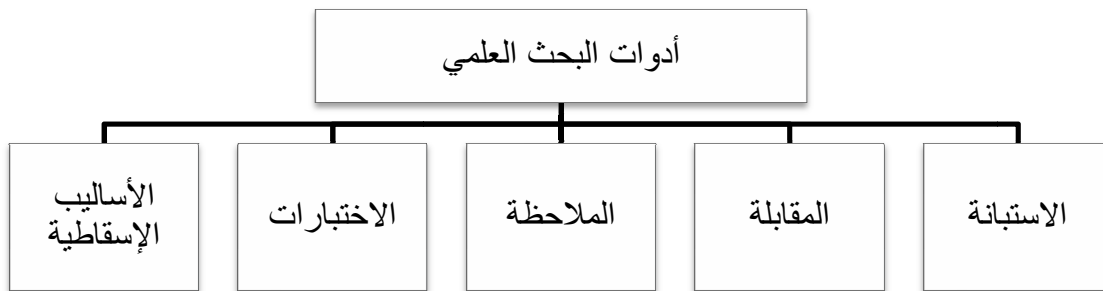 أدوات البحث العلمي
الاستبانة
المقابلة
الملاحظة
الاختبارات
الأساليب
الإسقاطية